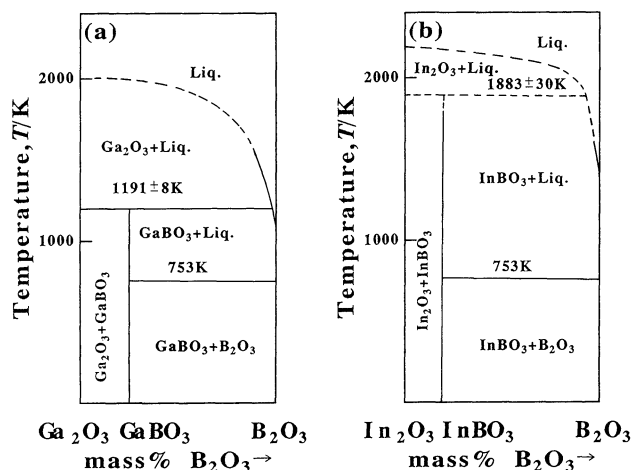 (a)
Temperature, T/K
2000
1000
Liq.
Ga2O3+Liq.
1191±8K
GaBO3+Liq.
753K
Ga2O3+GaBO3
GaBO3+B2O3
Ga2O3 GaBO3 B2O3
mass% B2O3→
(b)
Temperature, T/K
2000
1000
Liq.
In2O3+Liq.
1883±30K
InBO3+Liq.
753K
In2O3+InBO3
InBO3+B2O3
In2O3 InBO3 B2O3
mass% B2O3→